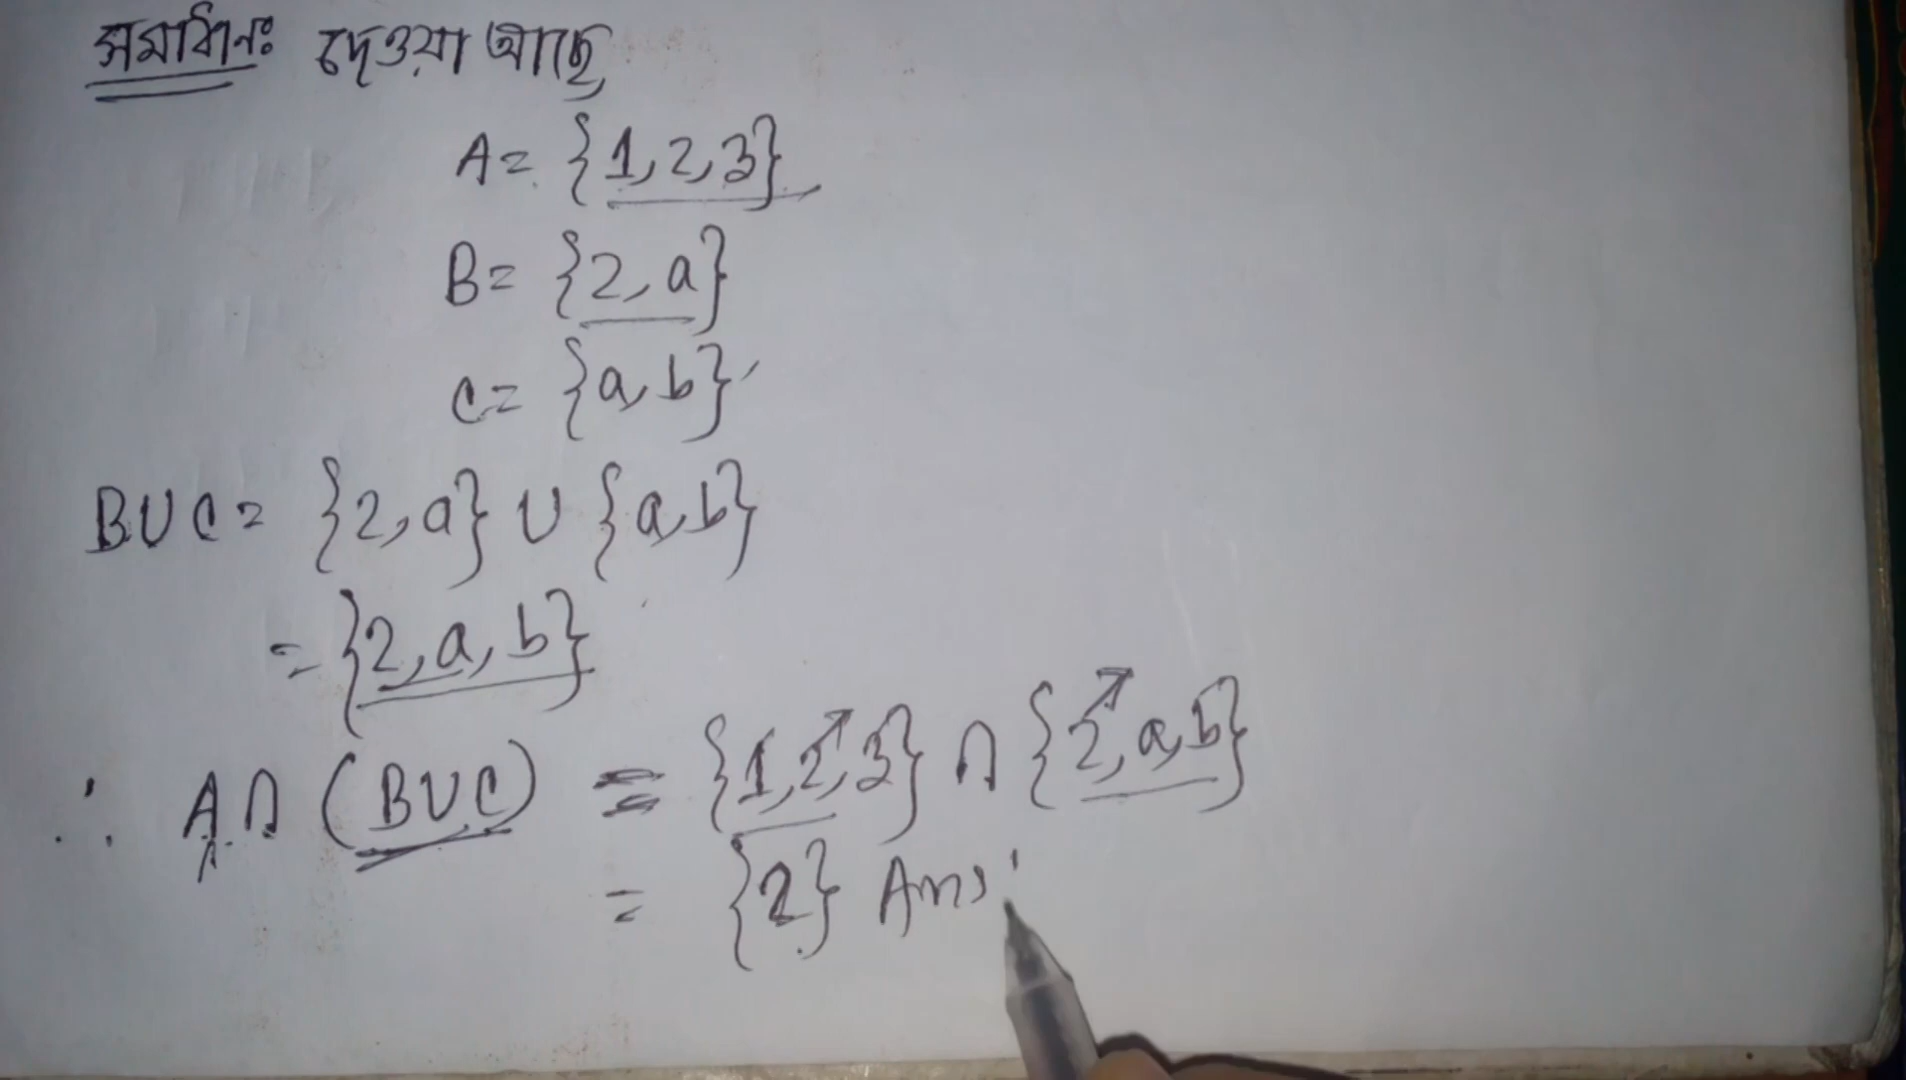 সমাধানঃ দেওয়া আছে,
A = {1, 2, 3}
B = {2, a}
C = {a, b}
B∪C = {2, a} ∪ {a, b}
= {2, a, b}
∴ A∩(B∪C) = {1, 2, 3} ∩ {2, a, b}
= {2} Ans: